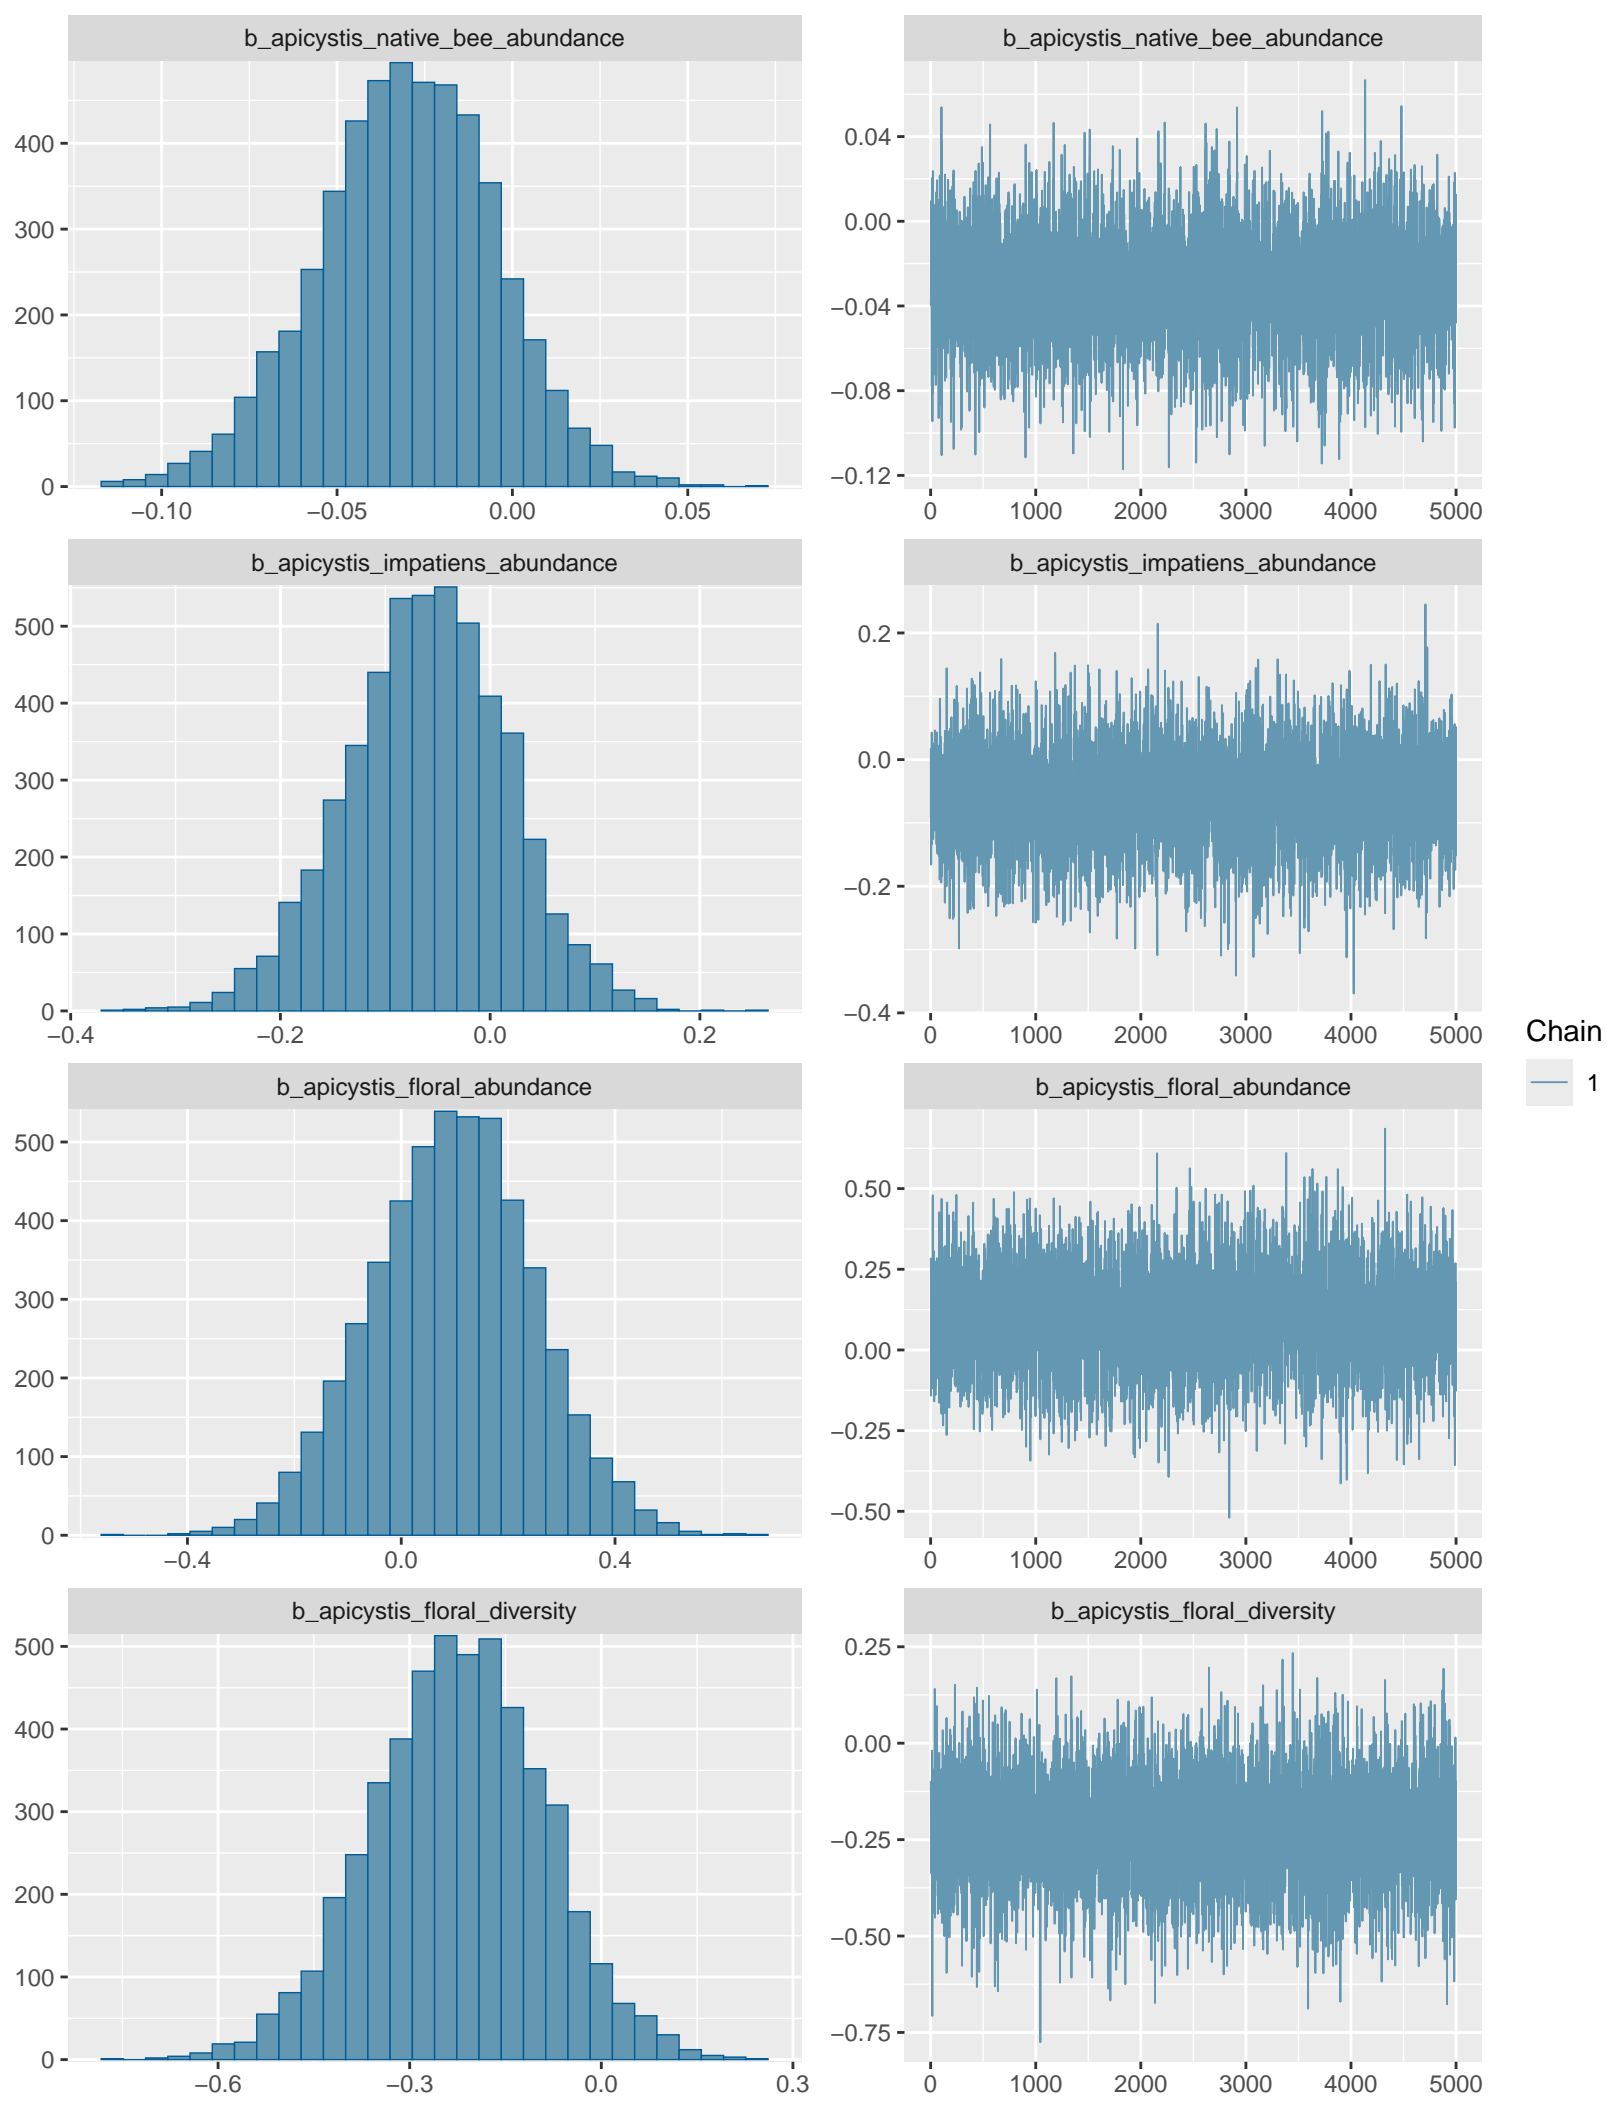 b_apicystis_native_bee_abundance
b_apicystis_native_bee_abundance
400
300
200
100
0
−0.10 −0.05 0.00 0.05
0.04
0.00
−0.04
−0.08
−0.12
0 1000 2000 3000 4000 5000
b_apicystis_impatiens_abundance
b_apicystis_impatiens_abundance
500
400
300
200
100
0
−0.4 −0.2 0.0 0.2
0.2
0.0
−0.2
−0.4
0 1000 2000 3000 4000 5000
Chain
1
b_apicystis_floral_abundance
b_apicystis_floral_abundance
500
400
300
200
100
0
−0.4 0.0 0.4
0.50
0.25
0.00
−0.25
−0.50
0 1000 2000 3000 4000 5000
b_apicystis_floral_diversity
b_apicystis_floral_diversity
500
400
300
200
100
0
−0.6 −0.3 0.0 0.3
0.25
0.00
−0.25
−0.50
−0.75
0 1000 2000 3000 4000 5000